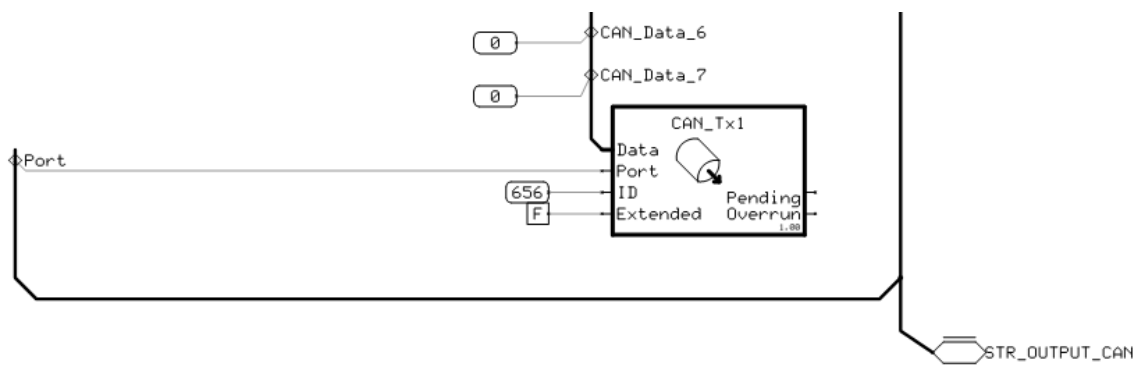 0
CAN_Data_6
0
CAN_Data_7
CAN_Tx1
Data
Port
Port
656
ID
F
Extended
Pending
Overrun
1.00
STR_OUTPUT_CAN